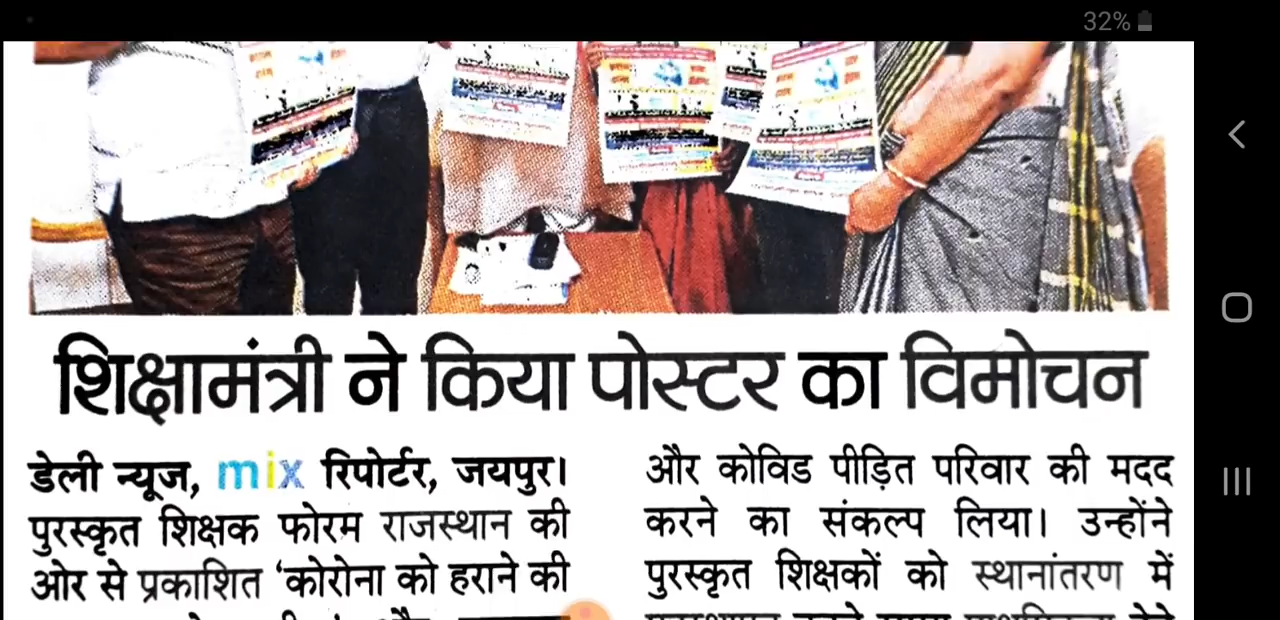 32%
शिक्षामंत्री ने किया पोस्टर का विमोचन
डेली न्यूज, mix रिपोर्टर, जयपुर।
पुरस्कृत शिक्षक फोरम राजस्थान की
ओर से प्रकाशित ‘कोरोना को हराने की
और कोविड पीड़ित परिवार की मदद
करने का संकल्प लिया। उन्होंने
पुरस्कृत शिक्षकों को स्थानांतरण में